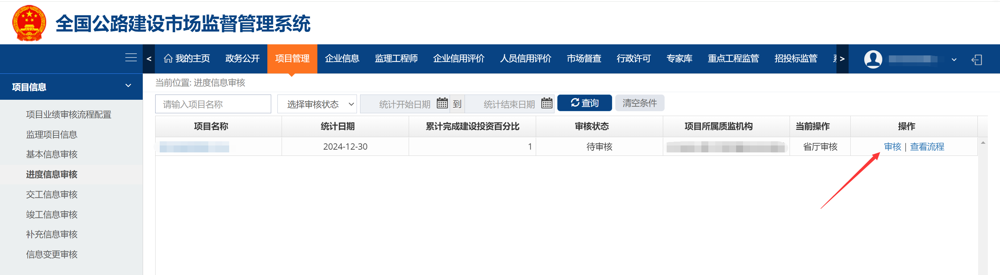 全国公路建设市场监督管理系统
< 我的主页 政务公开 项目管理 企业信息 监理工程师 企业信用评价 人员信用评价 市场督查 行政许可 专家库 重点工程监管 招投标监管 >
项目信息
当前位置: 进度信息审核
请输入项目名称 选择审核状态 统计开始日期 到 统计结束日期 查询 清空条件
项目业绩审核流程配置
监理项目信息
基本信息审核
进度信息审核
交工信息审核
竣工信息审核
补充信息审核
信息变更审核
项目名称 统计日期 累计完成建设投资百分比 审核状态 项目所属质监机构 当前操作 操作
2024-12-30 1 待审核 省厅审核 审核 | 查看流程